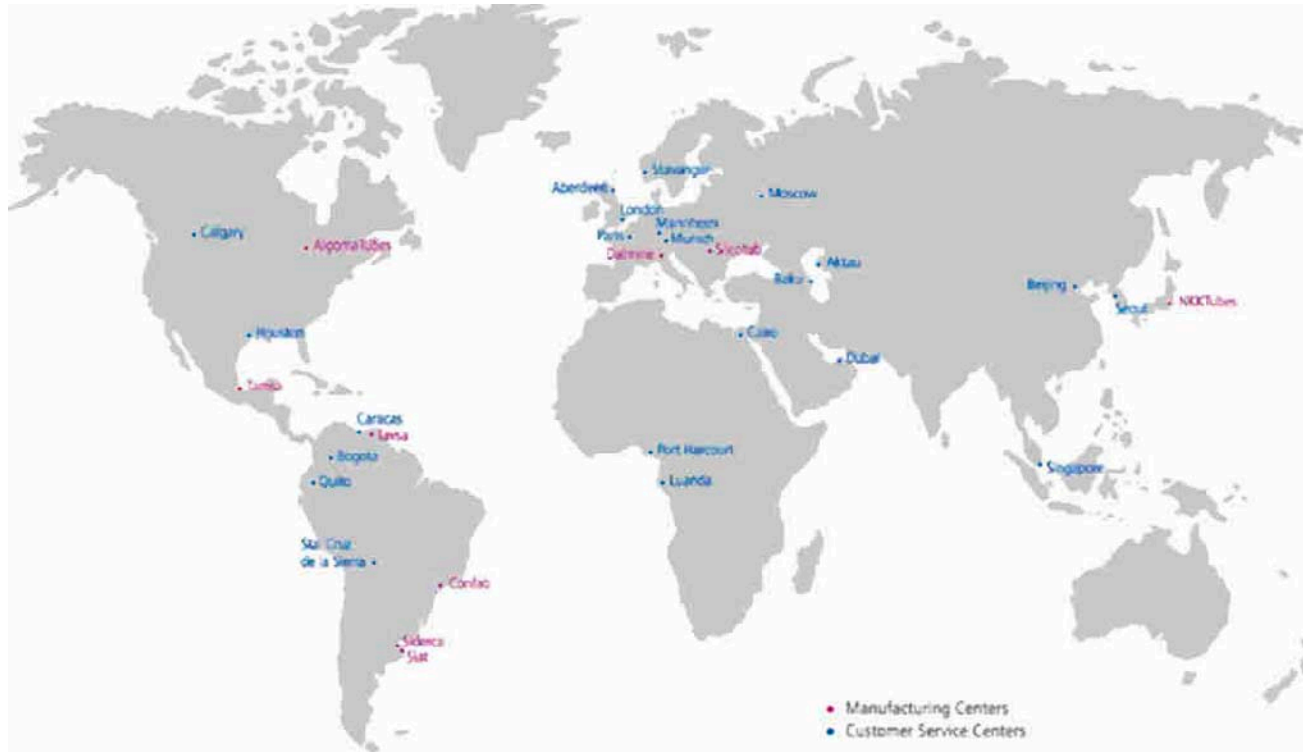 Stavanger
Aberdeen
Moscow
London
Calgary
Mannheim
Paris
Munich
AlgomaTubes
Dalmine
Silcotub
Aktau
Baku
Beijing
Seoul
NKKTubes
Houston
Cairo
Dubai
Tamsa
Caracas
Tavsa
Bogota
Port Harcourt
Singapore
Quito
Luanda
Sta. Cruz
de la Sierra
Confab
Siderca
Siat
Manufacturing Centers
Customer Service Centers